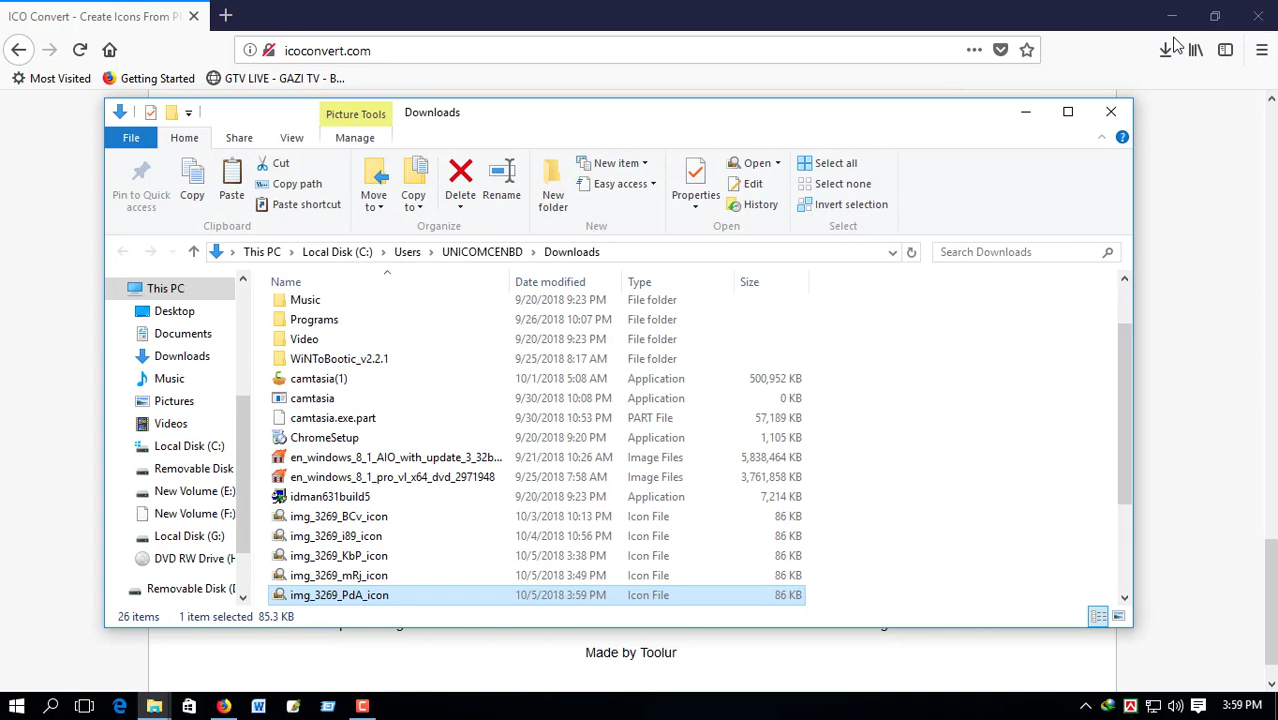 ICO Convert - Create Icons From P
icoconvert.com
Most Visited
Getting Started
GTV LIVE - GAZI TV - B...
Picture Tools
Downloads
File
Home
Share
View
Manage
Pin to Quick
access
Copy
Paste
Cut
Copy path
Paste shortcut
Clipboard
Move
to
Copy
to
Delete
Rename
Organize
New
folder
New item
Easy access
New
Properties
Open
Edit
History
Open
Select all
Select none
Invert selection
Select
This PC
Local Disk (C:)
Users
UNICOMCENBD
Downloads
Search Downloads
This PC
Desktop
Documents
Downloads
Music
Pictures
Videos
Local Disk (C:)
Removable Disk
New Volume (E:)
New Volume (F:)
Local Disk (G:)
DVD RW Drive (H
Removable Disk (
Name Date modified Type Size
Music 9/20/2018 9:23 PM File folder
Programs 9/26/2018 10:07 PM File folder
Video 9/20/2018 9:23 PM File folder
WiNToBootic_v2.2.1 9/25/2018 8:17 AM File folder
camtasia(1) 10/1/2018 5:08 AM Application 500,952 KB
camtasia 9/30/2018 10:08 PM Application 0 KB
camtasia.exe.part 9/30/2018 10:53 PM PART File 57,189 KB
ChromeSetup 9/20/2018 9:20 PM Application 1,105 KB
en_windows_8_1_AIO_with_update_3_32b... 9/21/2018 10:26 AM Image Files 5,838,464 KB
en_windows_8_1_pro_vl_x64_dvd_2971948 9/25/2018 7:58 AM Image Files 3,761,858 KB
idman631build5 9/20/2018 9:23 PM Application 7,214 KB
img_3269_BCv_icon 10/3/2018 10:13 PM Icon File 86 KB
img_3269_i89_icon 10/4/2018 10:56 PM Icon File 86 KB
img_3269_KbP_icon 10/5/2018 3:38 PM Icon File 86 KB
img_3269_mRj_icon 10/5/2018 3:49 PM Icon File 86 KB
img_3269_PdA_icon 10/5/2018 3:59 PM Icon File 86 KB
26 items 1 item selected 85.3 KB
Made by Toolur
3:59 PM